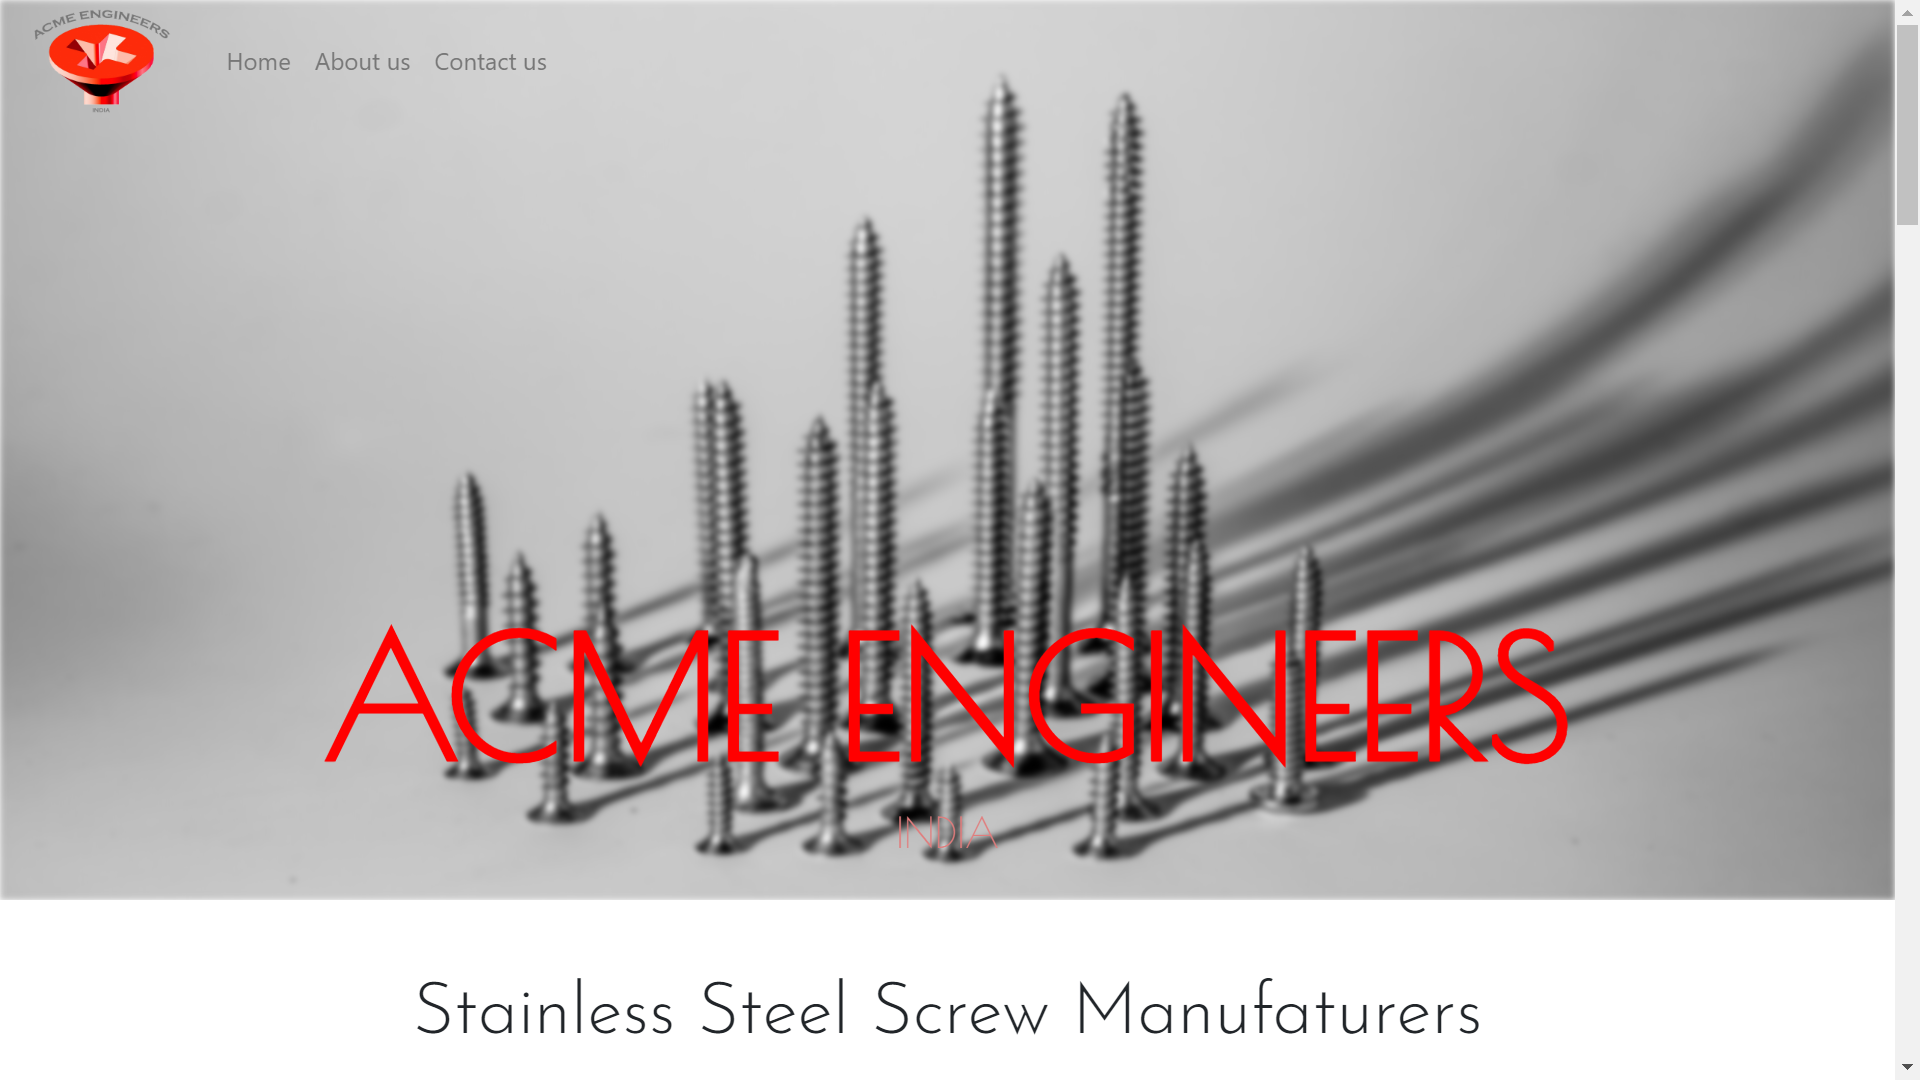 ACME ENGINEERS
INDIA
Home
About us
Contact us
ACME ENGINEERS
INDIA
Stainless Steel Screw Manufaturers